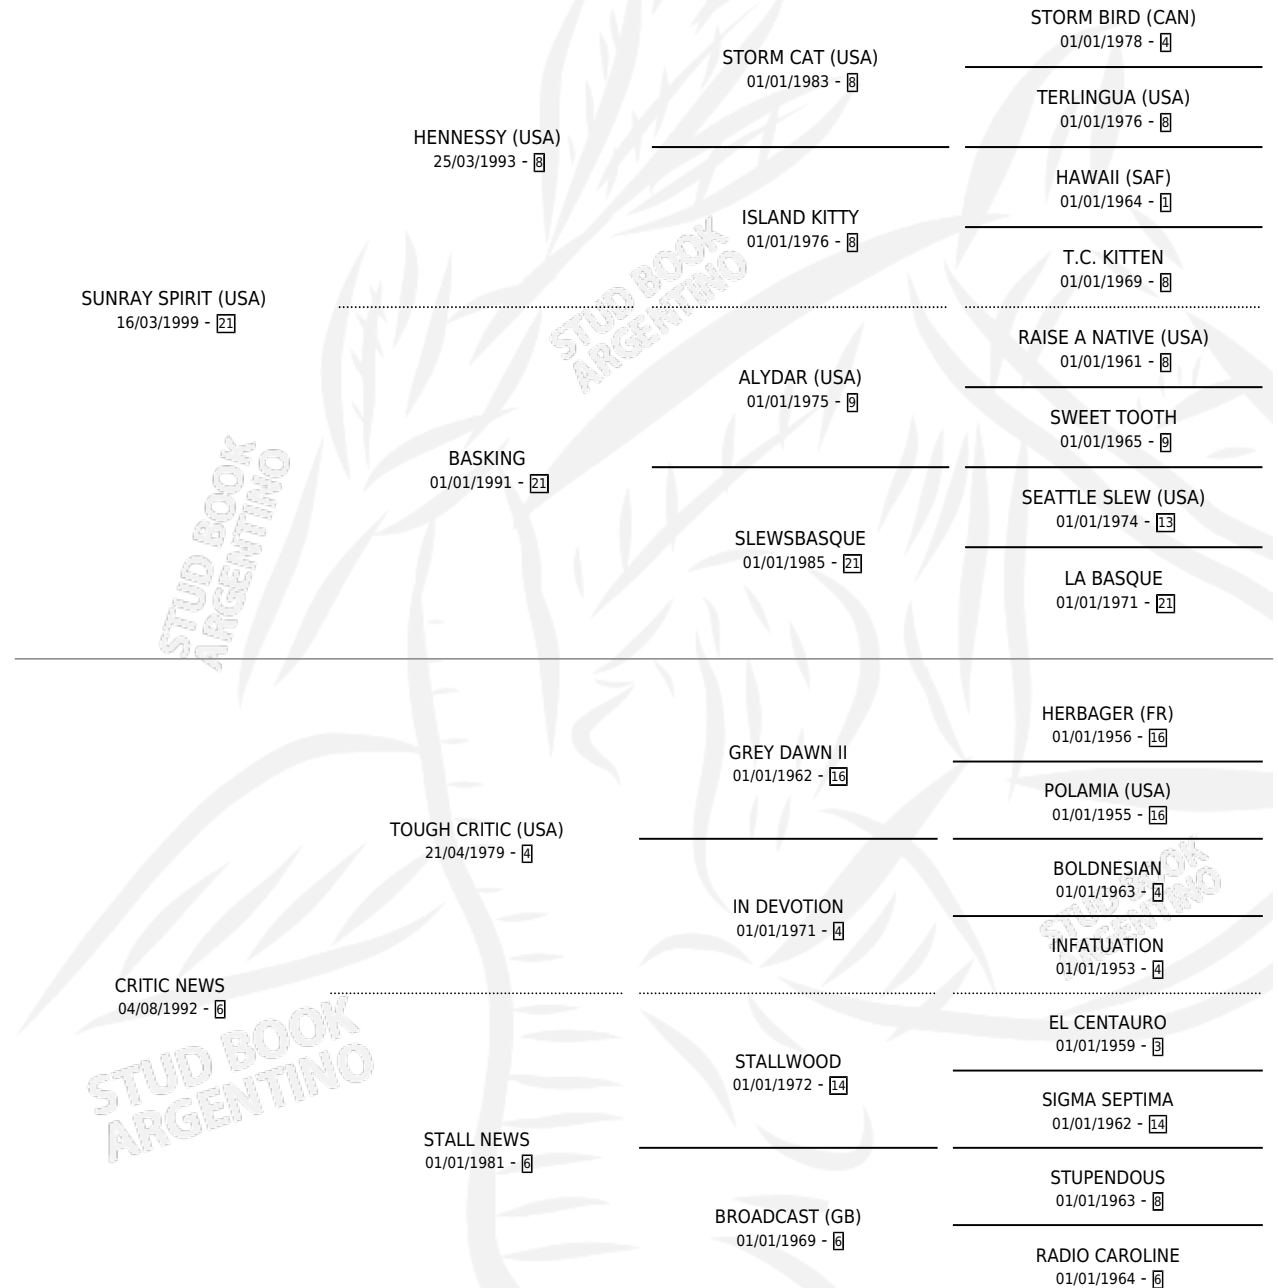 STORM BIRD (CAN)
01/01/1978 - 4
STORM CAT (USA)
01/01/1983 - 8
TERLINGUA (USA)
01/01/1976 - 8
HENNESSY (USA)
25/03/1993 - 8
HAWAII (SAF)
01/01/1964 - 1
ISLAND KITTY
01/01/1976 - 8
T.C. KITTEN
01/01/1969 - 8
SUNRAY SPIRIT (USA)
16/03/1999 - 21
RAISE A NATIVE (USA)
01/01/1961 - 8
ALYDAR (USA)
01/01/1975 - 9
SWEET TOOTH
01/01/1965 - 9
BASKING
01/01/1991 - 21
SEATTLE SLEW (USA)
01/01/1974 - 13
SLEWSBASQUE
01/01/1985 - 21
LA BASQUE
01/01/1971 - 21
HERBAGER (FR)
01/01/1956 - 16
GREY DAWN II
01/01/1962 - 16
POLAMIA (USA)
01/01/1955 - 16
TOUGH CRITIC (USA)
21/04/1979 - 4
BOLDNESIAN
01/01/1963 - 4
IN DEVOTION
01/01/1971 - 4
INFATUATION
01/01/1953 - 4
CRITIC NEWS
04/08/1992 - 6
EL CENTAURO
01/01/1959 - 3
STALLWOOD
01/01/1972 - 14
SIGMA SEPTIMA
01/01/1962 - 14
STALL NEWS
01/01/1981 - 6
STUPENDOUS
01/01/1963 - 8
BROADCAST (GB)
01/01/1969 - 6
RADIO CAROLINE
01/01/1964 - 6
STUD BOOK
ARGENTINO
STUD BOOK
ARGENTINO
STUD BOOK
ARGENTINO
STUD BOOK
ARGENTINO